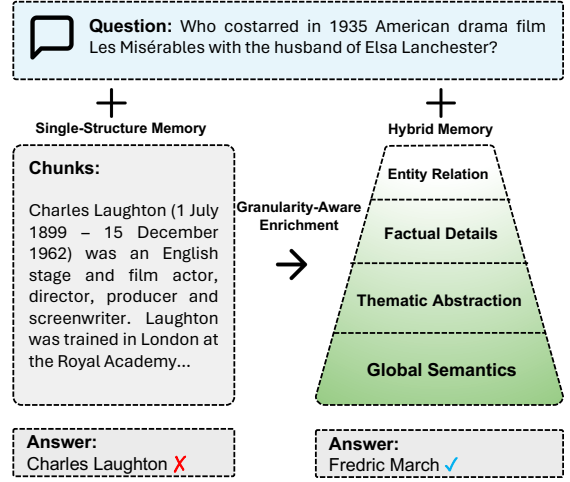 Question: Who costarred in 1935 American drama film
Les Misérables with the husband of Elsa Lanchester?
Single-Structure Memory
Hybrid Memory
Chunks:
Charles Laughton (1 July
1899 – 15 December
1962) was an English
stage and film actor,
director, producer and
screenwriter. Laughton
was trained in London at
the Royal Academy...
Granularity-Aware
Enrichment
Entity Relation
Factual Details
Thematic Abstraction
Global Semantics
Answer:
Charles Laughton ✗
Answer:
Fredric March ✓